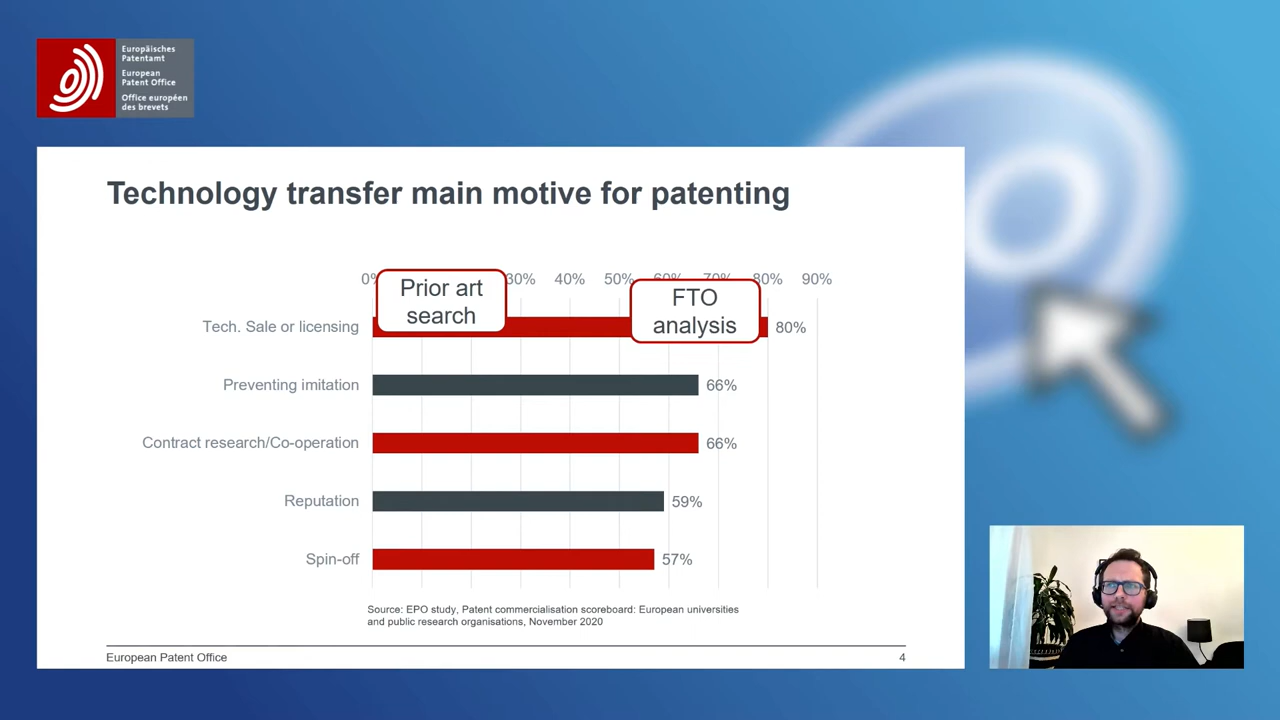 Europäisches
Patentamt
European
Patent Office
Office européen
des brevets
Technology transfer main motive for patenting
0% 30% 40% 50% 60% 70% 80% 90%
Prior art
search
FTO
analysis
Tech. Sale or licensing 80%
Preventing imitation 66%
Contract research/Co-operation 66%
Reputation 59%
Spin-off 57%
Source: EPO study, Patent commercialisation scoreboard: European universities
and public research organisations, November 2020
European Patent Office 4